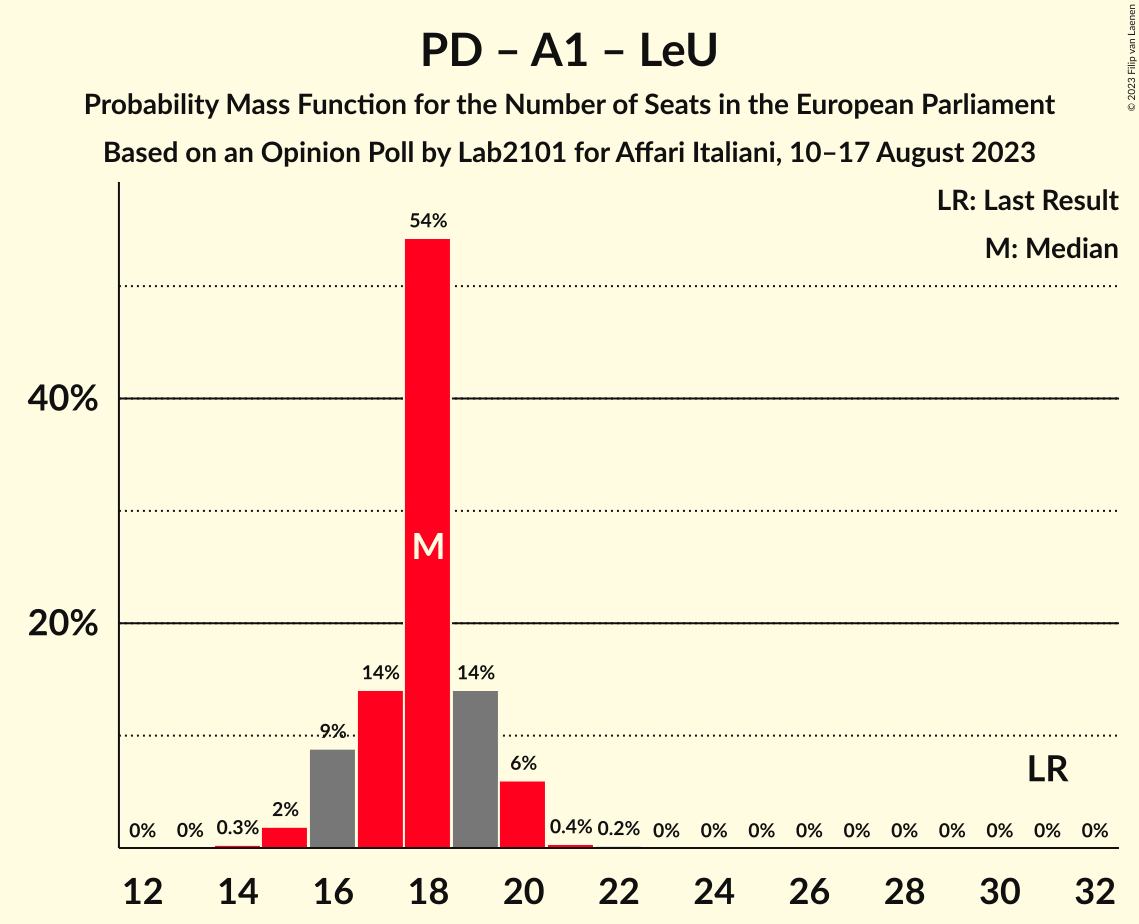 PD – A1 – LeU
Probability Mass Function for the Number of Seats in the European Parliament
Based on an Opinion Poll by Lab2101 for Affari Italiani, 10–17 August 2023
© 2023 Filip van Laenen
LR: Last Result
M: Median
54%
40%
M
20%
14% 14%
9%
6%
LR
2%
0% 0% 0.3% 0.4% 0.2% 0% 0% 0% 0% 0% 0% 0% 0% 0% 0%
12 14 16 18 20 22 24 26 28 30 32